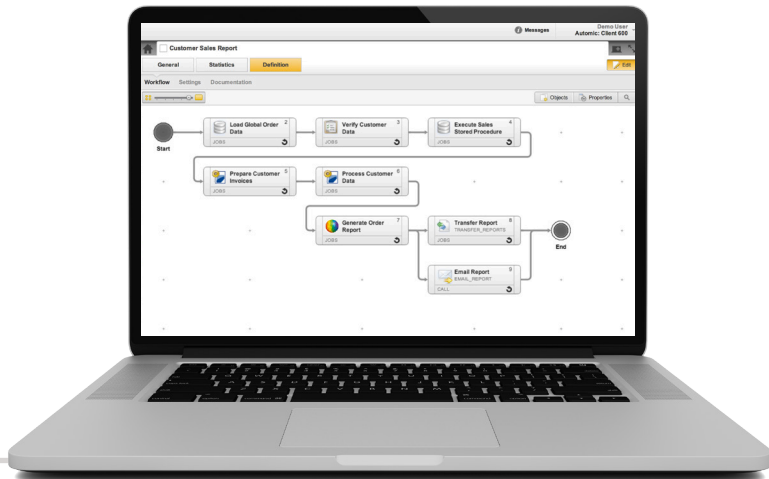 Messages
Demo User
Automic: Client 600
Customer Sales Report
General
Statistics
Definition
Edit
Workflow
Settings
Documentation
Objects
Properties
Start
Load Global Order
Data
2
JOBS
Verify Customer
Data
3
JOBS
Execute Sales
Stored Procedure
4
JOBS
Prepare Customer
Invoices
5
JOBS
Process Customer
Data
6
JOBS
Generate Order
Report
7
JOBS
Transfer Report
TRANSFER_REPORTS
8
JOBS
End
Email Report
EMAIL_REPORT
9
CALL